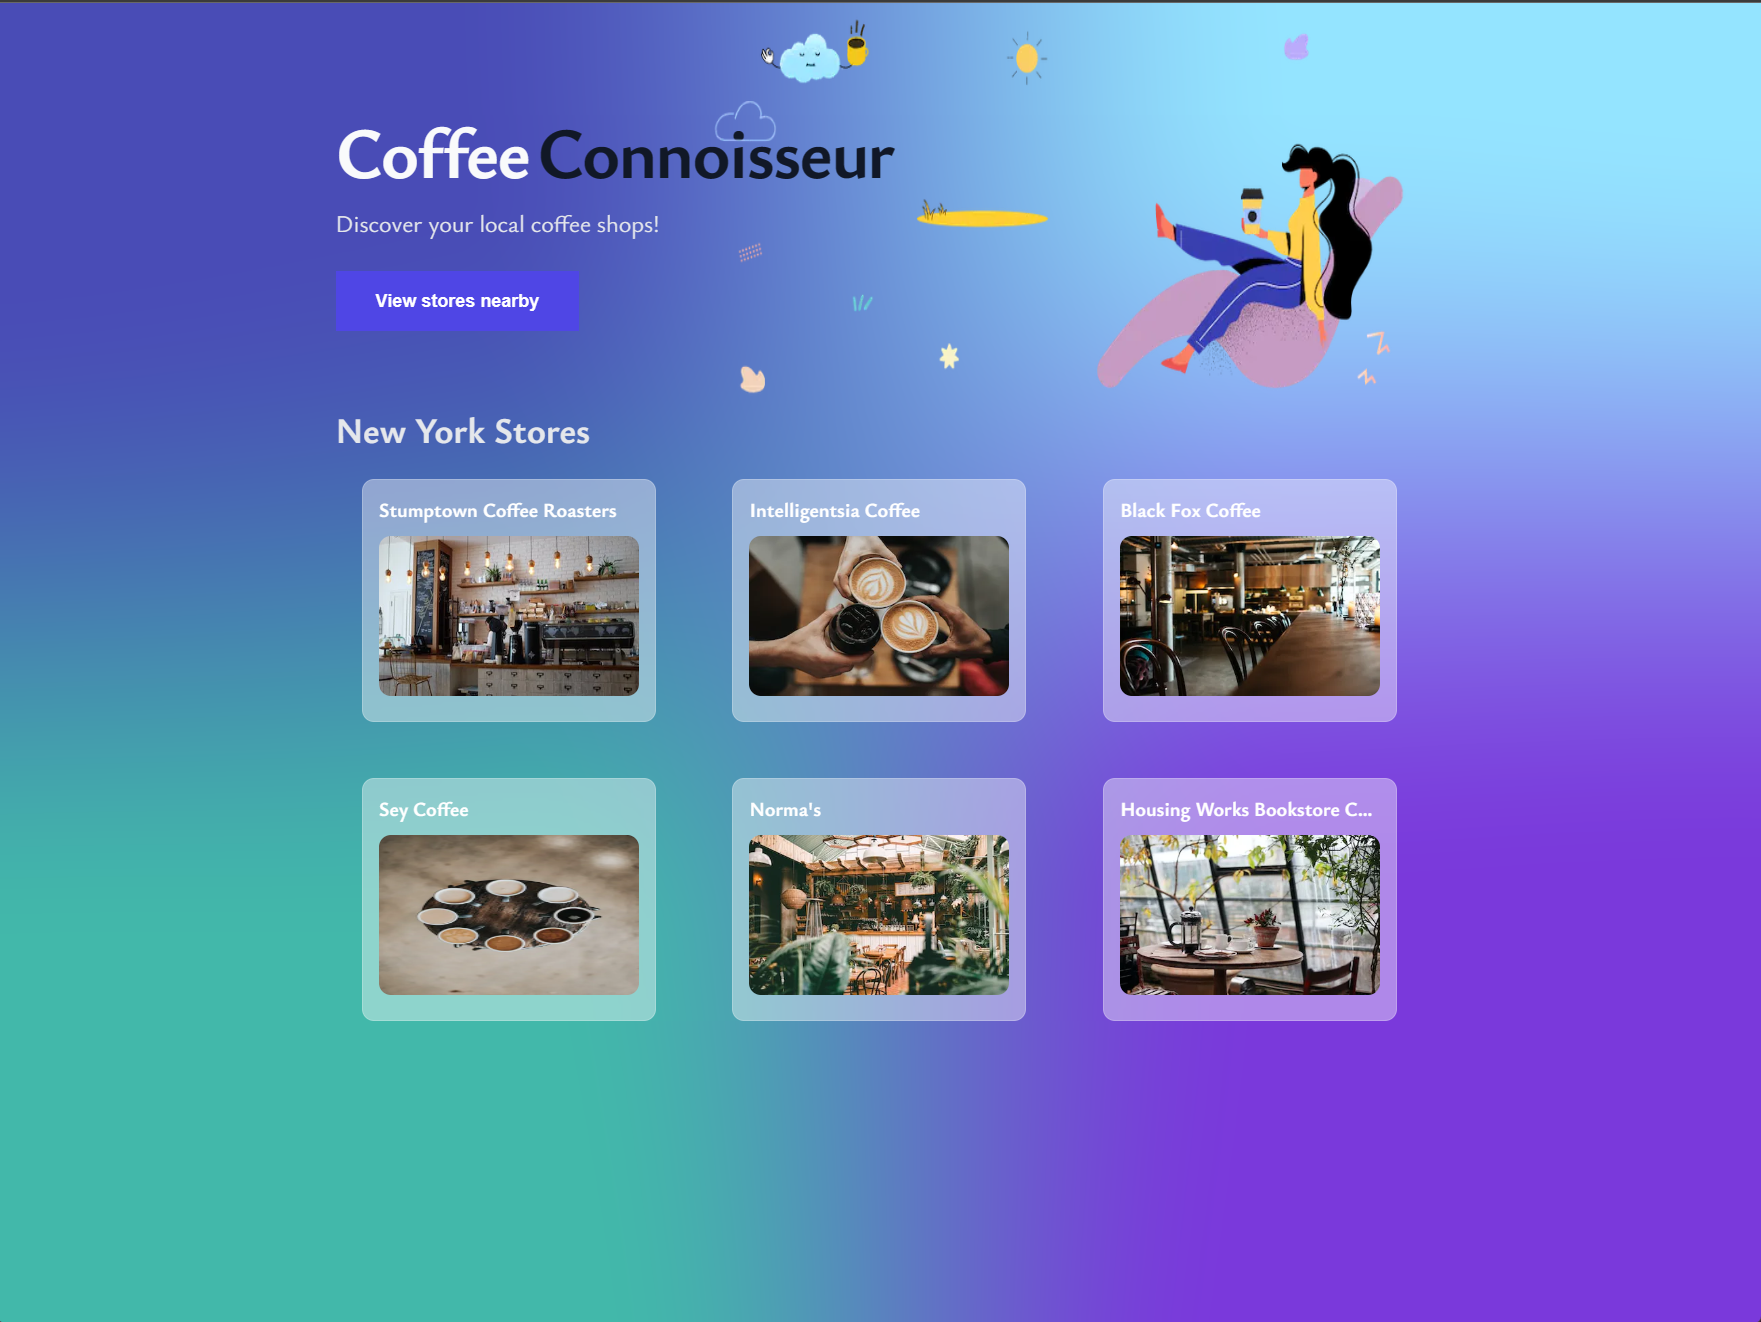 Coffee Connoisseur
Discover your local coffee shops!
View stores nearby
New York Stores
Stumptown Coffee Roasters
Intelligentsia Coffee
Black Fox Coffee
Sey Coffee
Norma's
Housing Works Bookstore C...